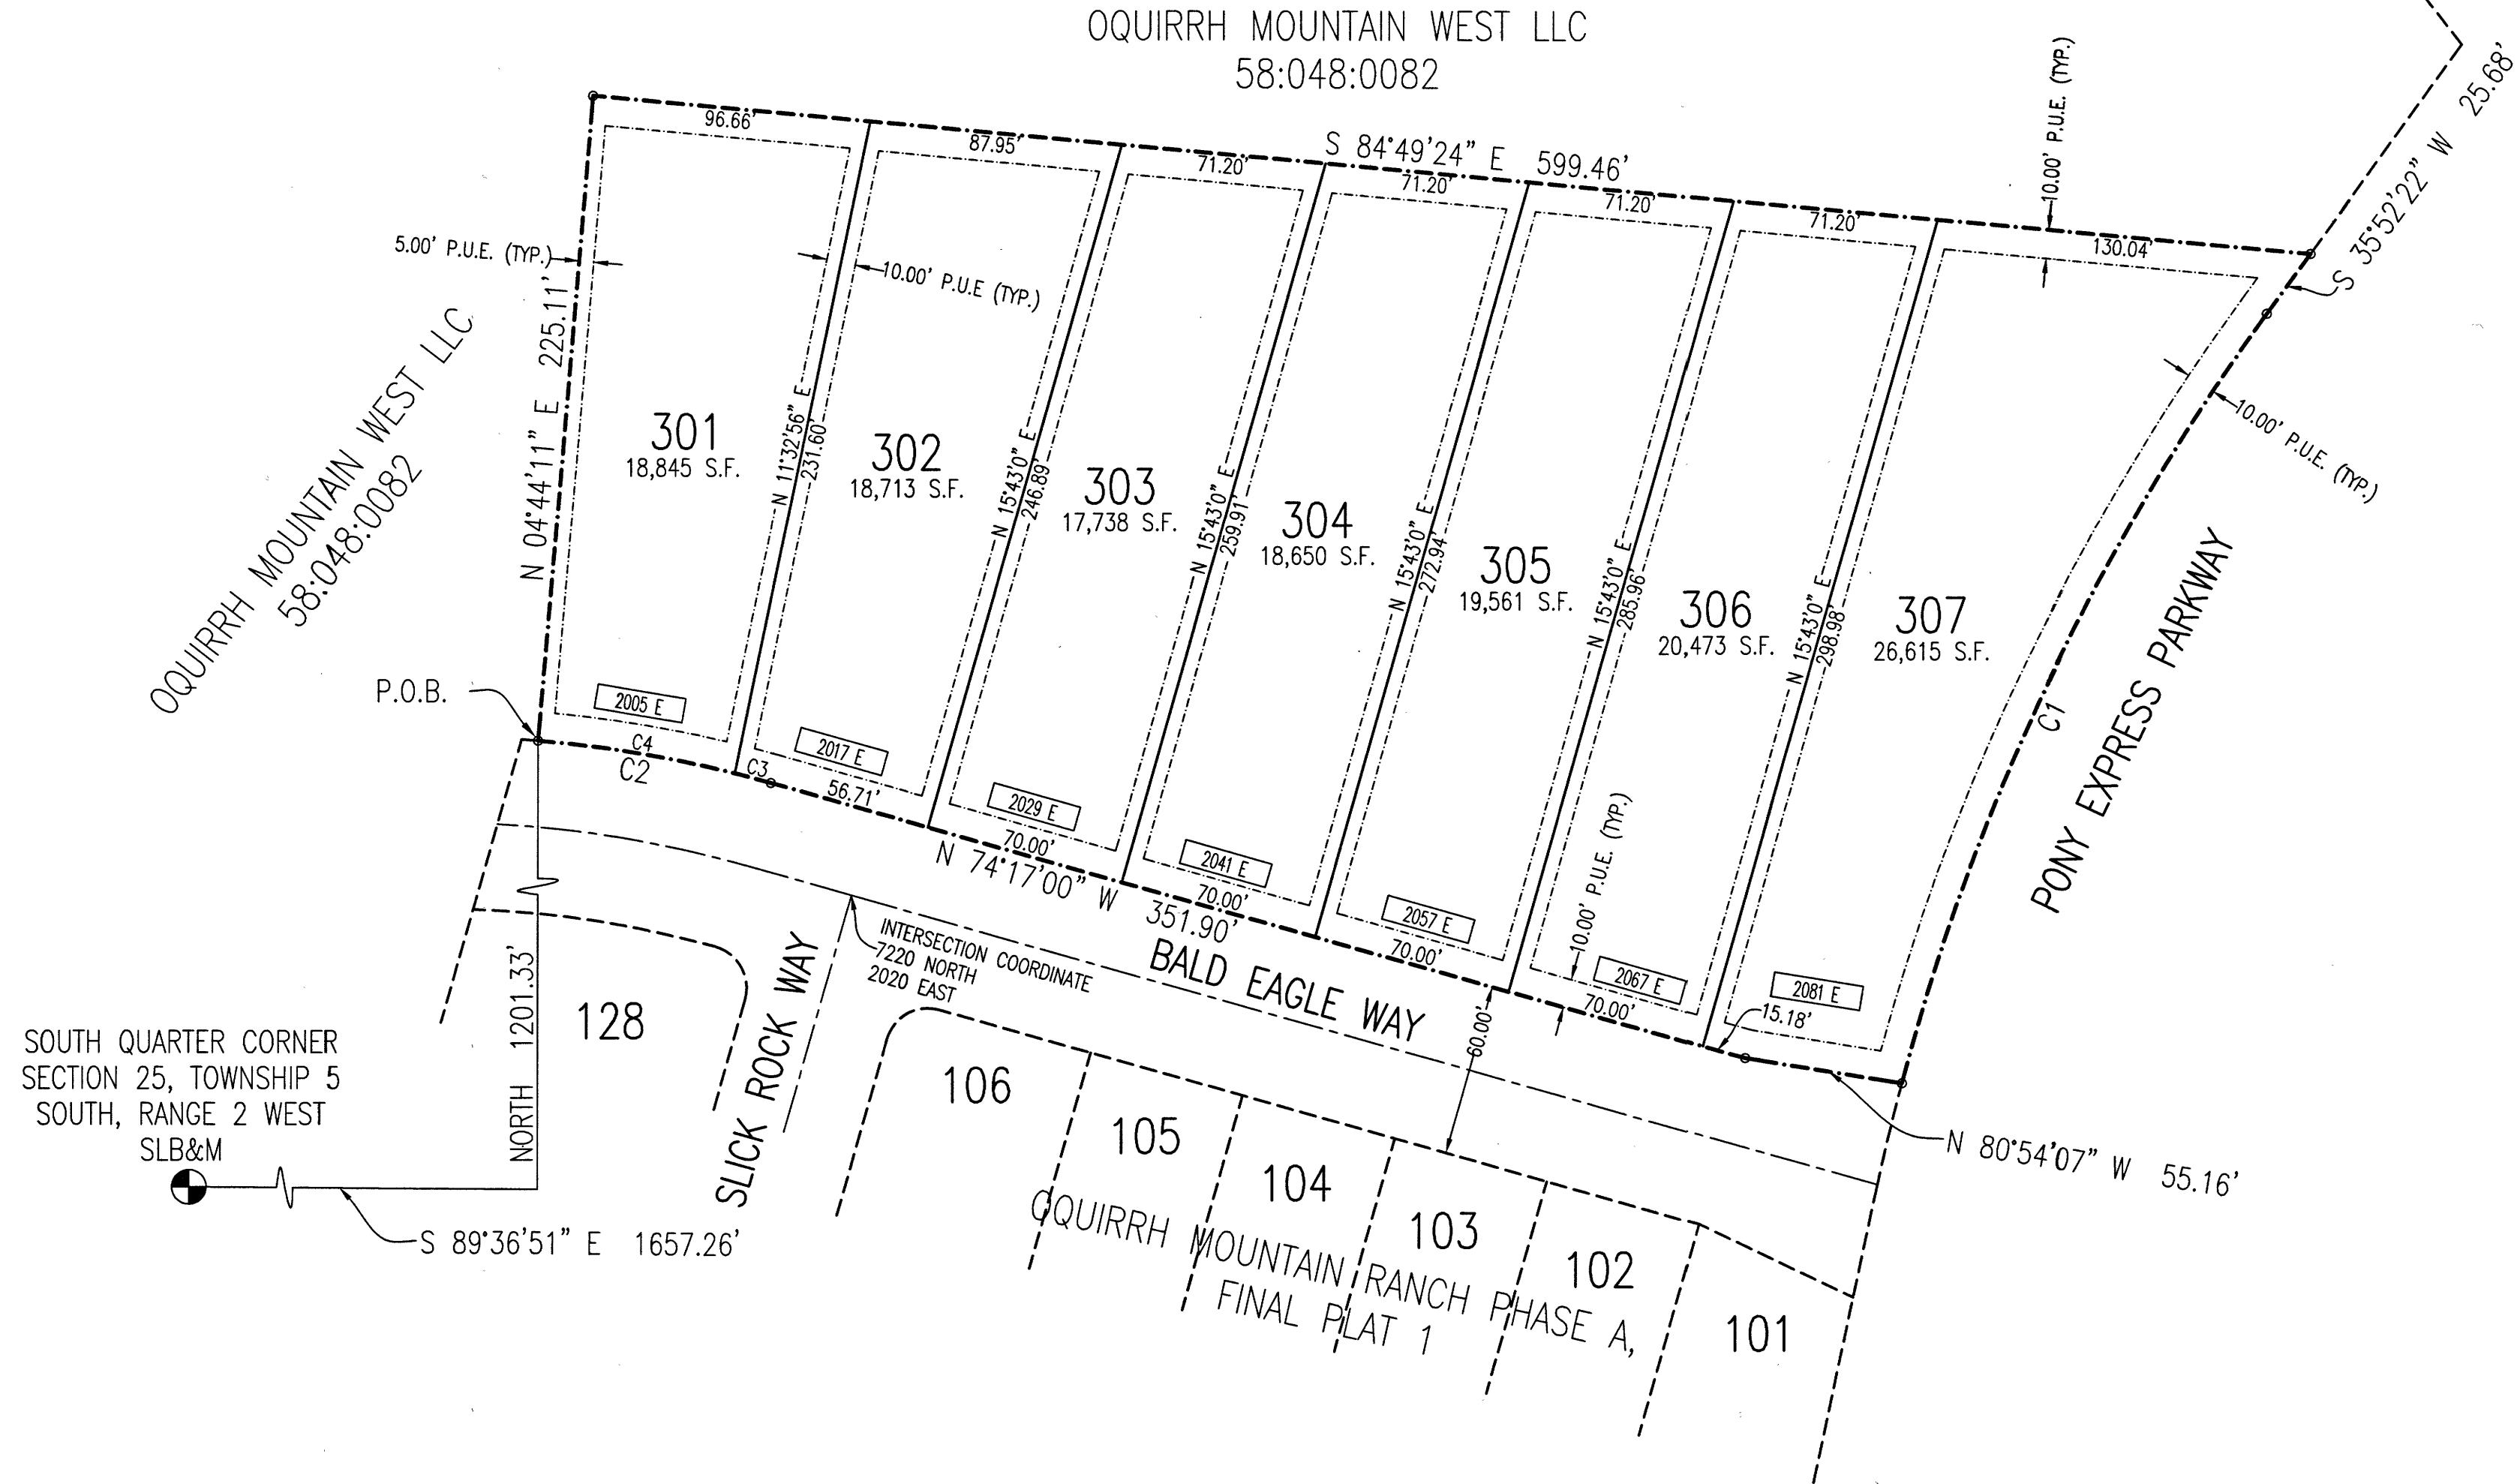 OQUIRRH MOUNTAIN WEST LLC
58:048:0082
S 35°52'22" W 25.68'
10.00' P.U.E. (TYP.)
S 84°49'24" E 599.46'
96.66'
87.95'
71.20'
71.20'
71.20'
71.20'
130.04'
5.00' P.U.E. (TYP.)
10.00' P.U.E (TYP.)
10.00' P.U.E. (TYP.)
OQUIRRH MOUNTAIN WEST LLC
58:048:0082
N 04°44'11" E 225.11'
301
18,845 S.F.
N 11°32'56" E
231.60'
302
18,713 S.F.
N 15°43'0" E
246.89'
303
17,738 S.F.
N 15°43'0" E
259.91'
304
18,650 S.F.
N 15°43'0" E
272.94'
305
19,561 S.F.
N 15°43'0" E
285.96'
306
20,473 S.F.
N 15°43'0" E
298.98'
307
26,615 S.F.
C1
PONY EXPRESS PARKWAY
P.O.B.
2005 E
C4
C2
C3
2017 E
56.71'
2029 E
70.00'
2041 E
70.00'
2057 E
70.00'
10.00' P.U.E. (TYP.)
2067 E
70.00'
2081 E
15.18'
N 74°17'00" W 351.90'
BALD EAGLE WAY
60.00'
N 80°54'07" W 55.16'
INTERSECTION COORDINATE
7220 NORTH
2020 EAST
SLICK ROCK WAY
NORTH 1201.33'
128
106
105
104
103
102
101
SOUTH QUARTER CORNER
SECTION 25, TOWNSHIP 5
SOUTH, RANGE 2 WEST
SLB&M
S 89°36'51" E 1657.26'
OQUIRRH MOUNTAIN RANCH PHASE A,
FINAL PLAT 1